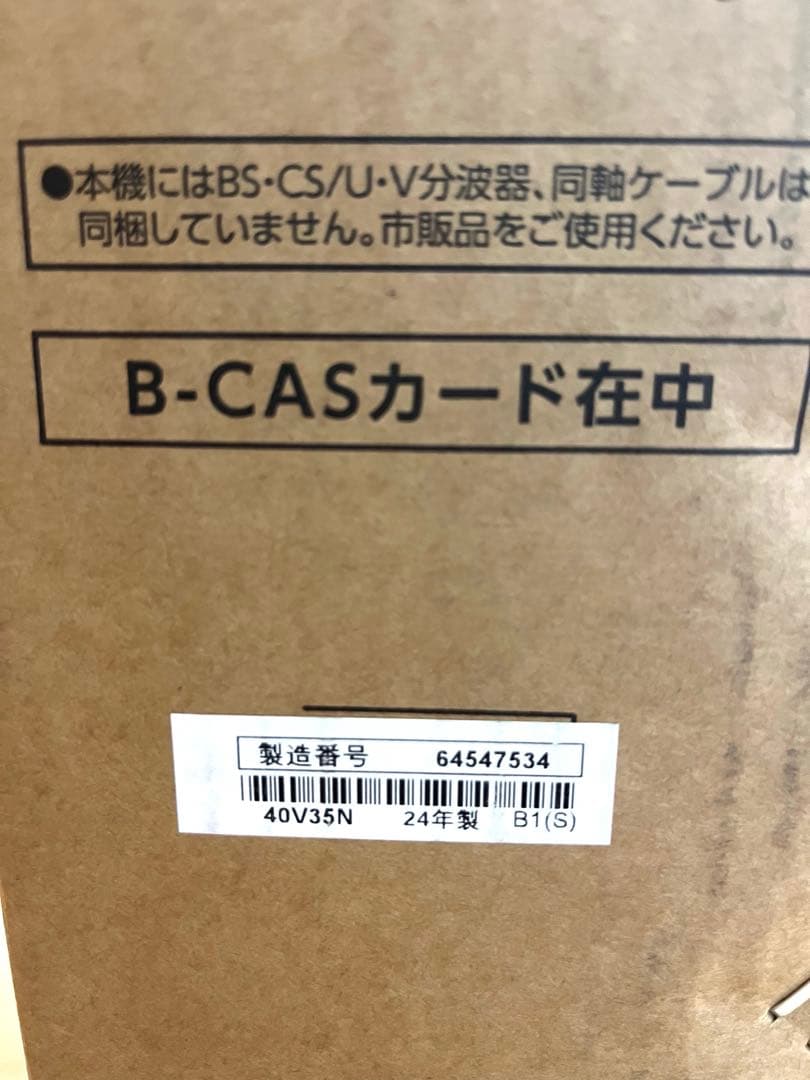 ●本機にはBS・CS/U・V分波器、同軸ケーブルは
同梱していません。市販品をご使用ください。
B-CASカード在中
製造番号 64547534
40V35N 24年製 B1(S)